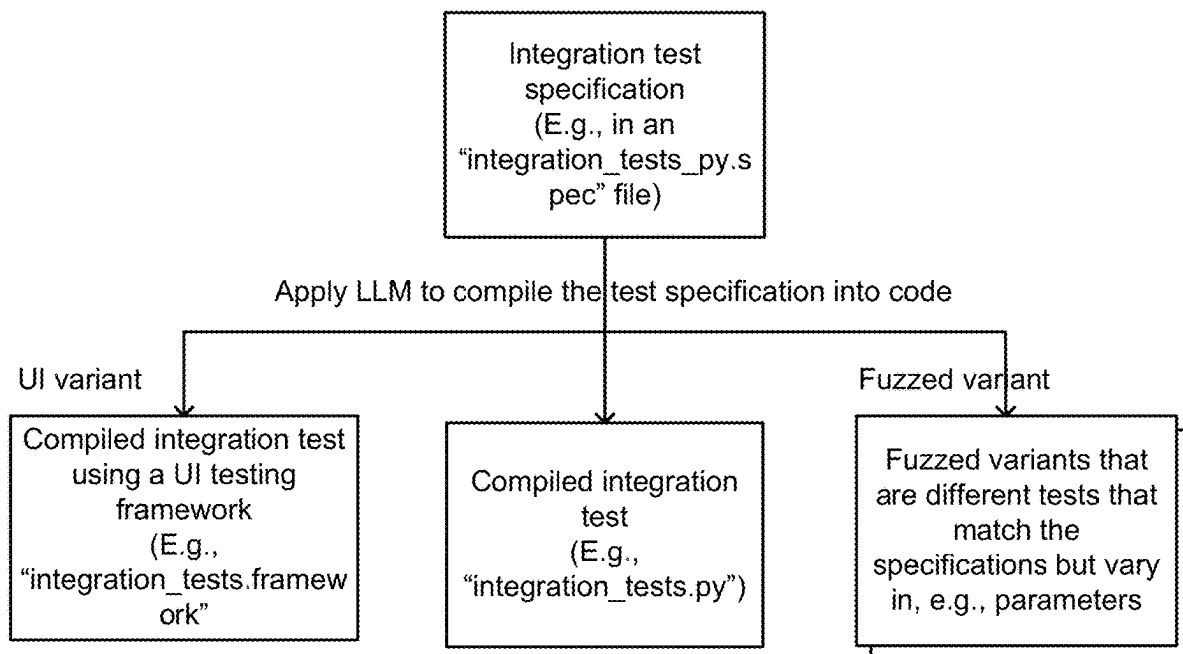 Integration test
specification
(E.g., in an
“integration_tests_py.s
pec” file)
Apply LLM to compile the test specification into code
UI variant
Fuzzed variant
Compiled integration test
using a UI testing
framework
(E.g.,
“integration_tests.framew
ork”
Compiled integration
test
(E.g.,
“integration_tests.py”)
Fuzzed variants that
are different tests that
match the
specifications but vary
in, e.g., parameters